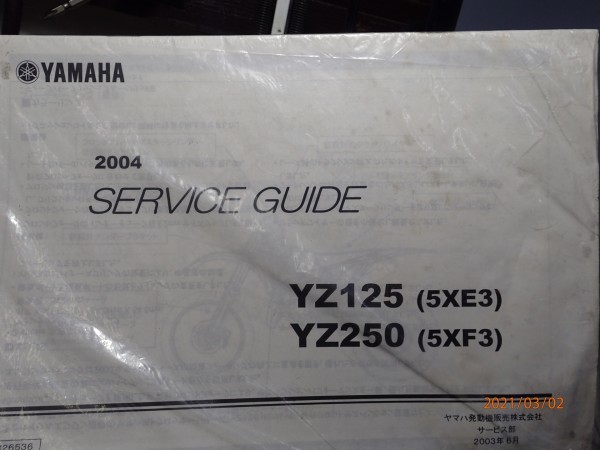 YAMAHA
2004
SERVICE GUIDE
YZ125 (5XE3)
YZ250 (5XF3)
2021/03/02
ヤマハ発動機販売株式会社
サービス部
2003年6月
26536